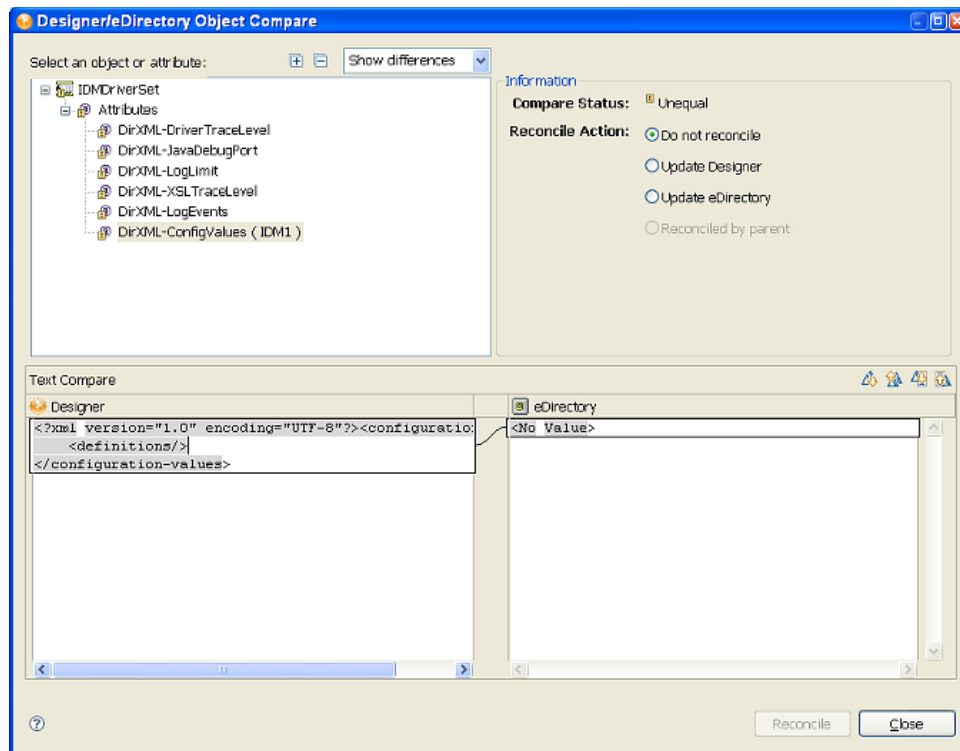 Designer/eDirectory Object Compare
Select an object or attribute:
Show differences
IDMDriverSet
Attributes
DirXML-DriverTraceLevel
DirXML-JavaDebugPort
DirXML-LogLimit
DirXML-XSLTraceLevel
DirXML-LogEvents
DirXML-ConfigValues ( IDM1 )
Information
Compare Status: Unequal
Reconcile Action: Do not reconcile
Update Designer
Update eDirectory
Reconciled by parent
Text Compare
Designer
eDirectory
<?xml version="1.0" encoding="UTF-8"?><configuratio
<definitions/>
</configuration-values>
<No Value>
Reconcile
Close